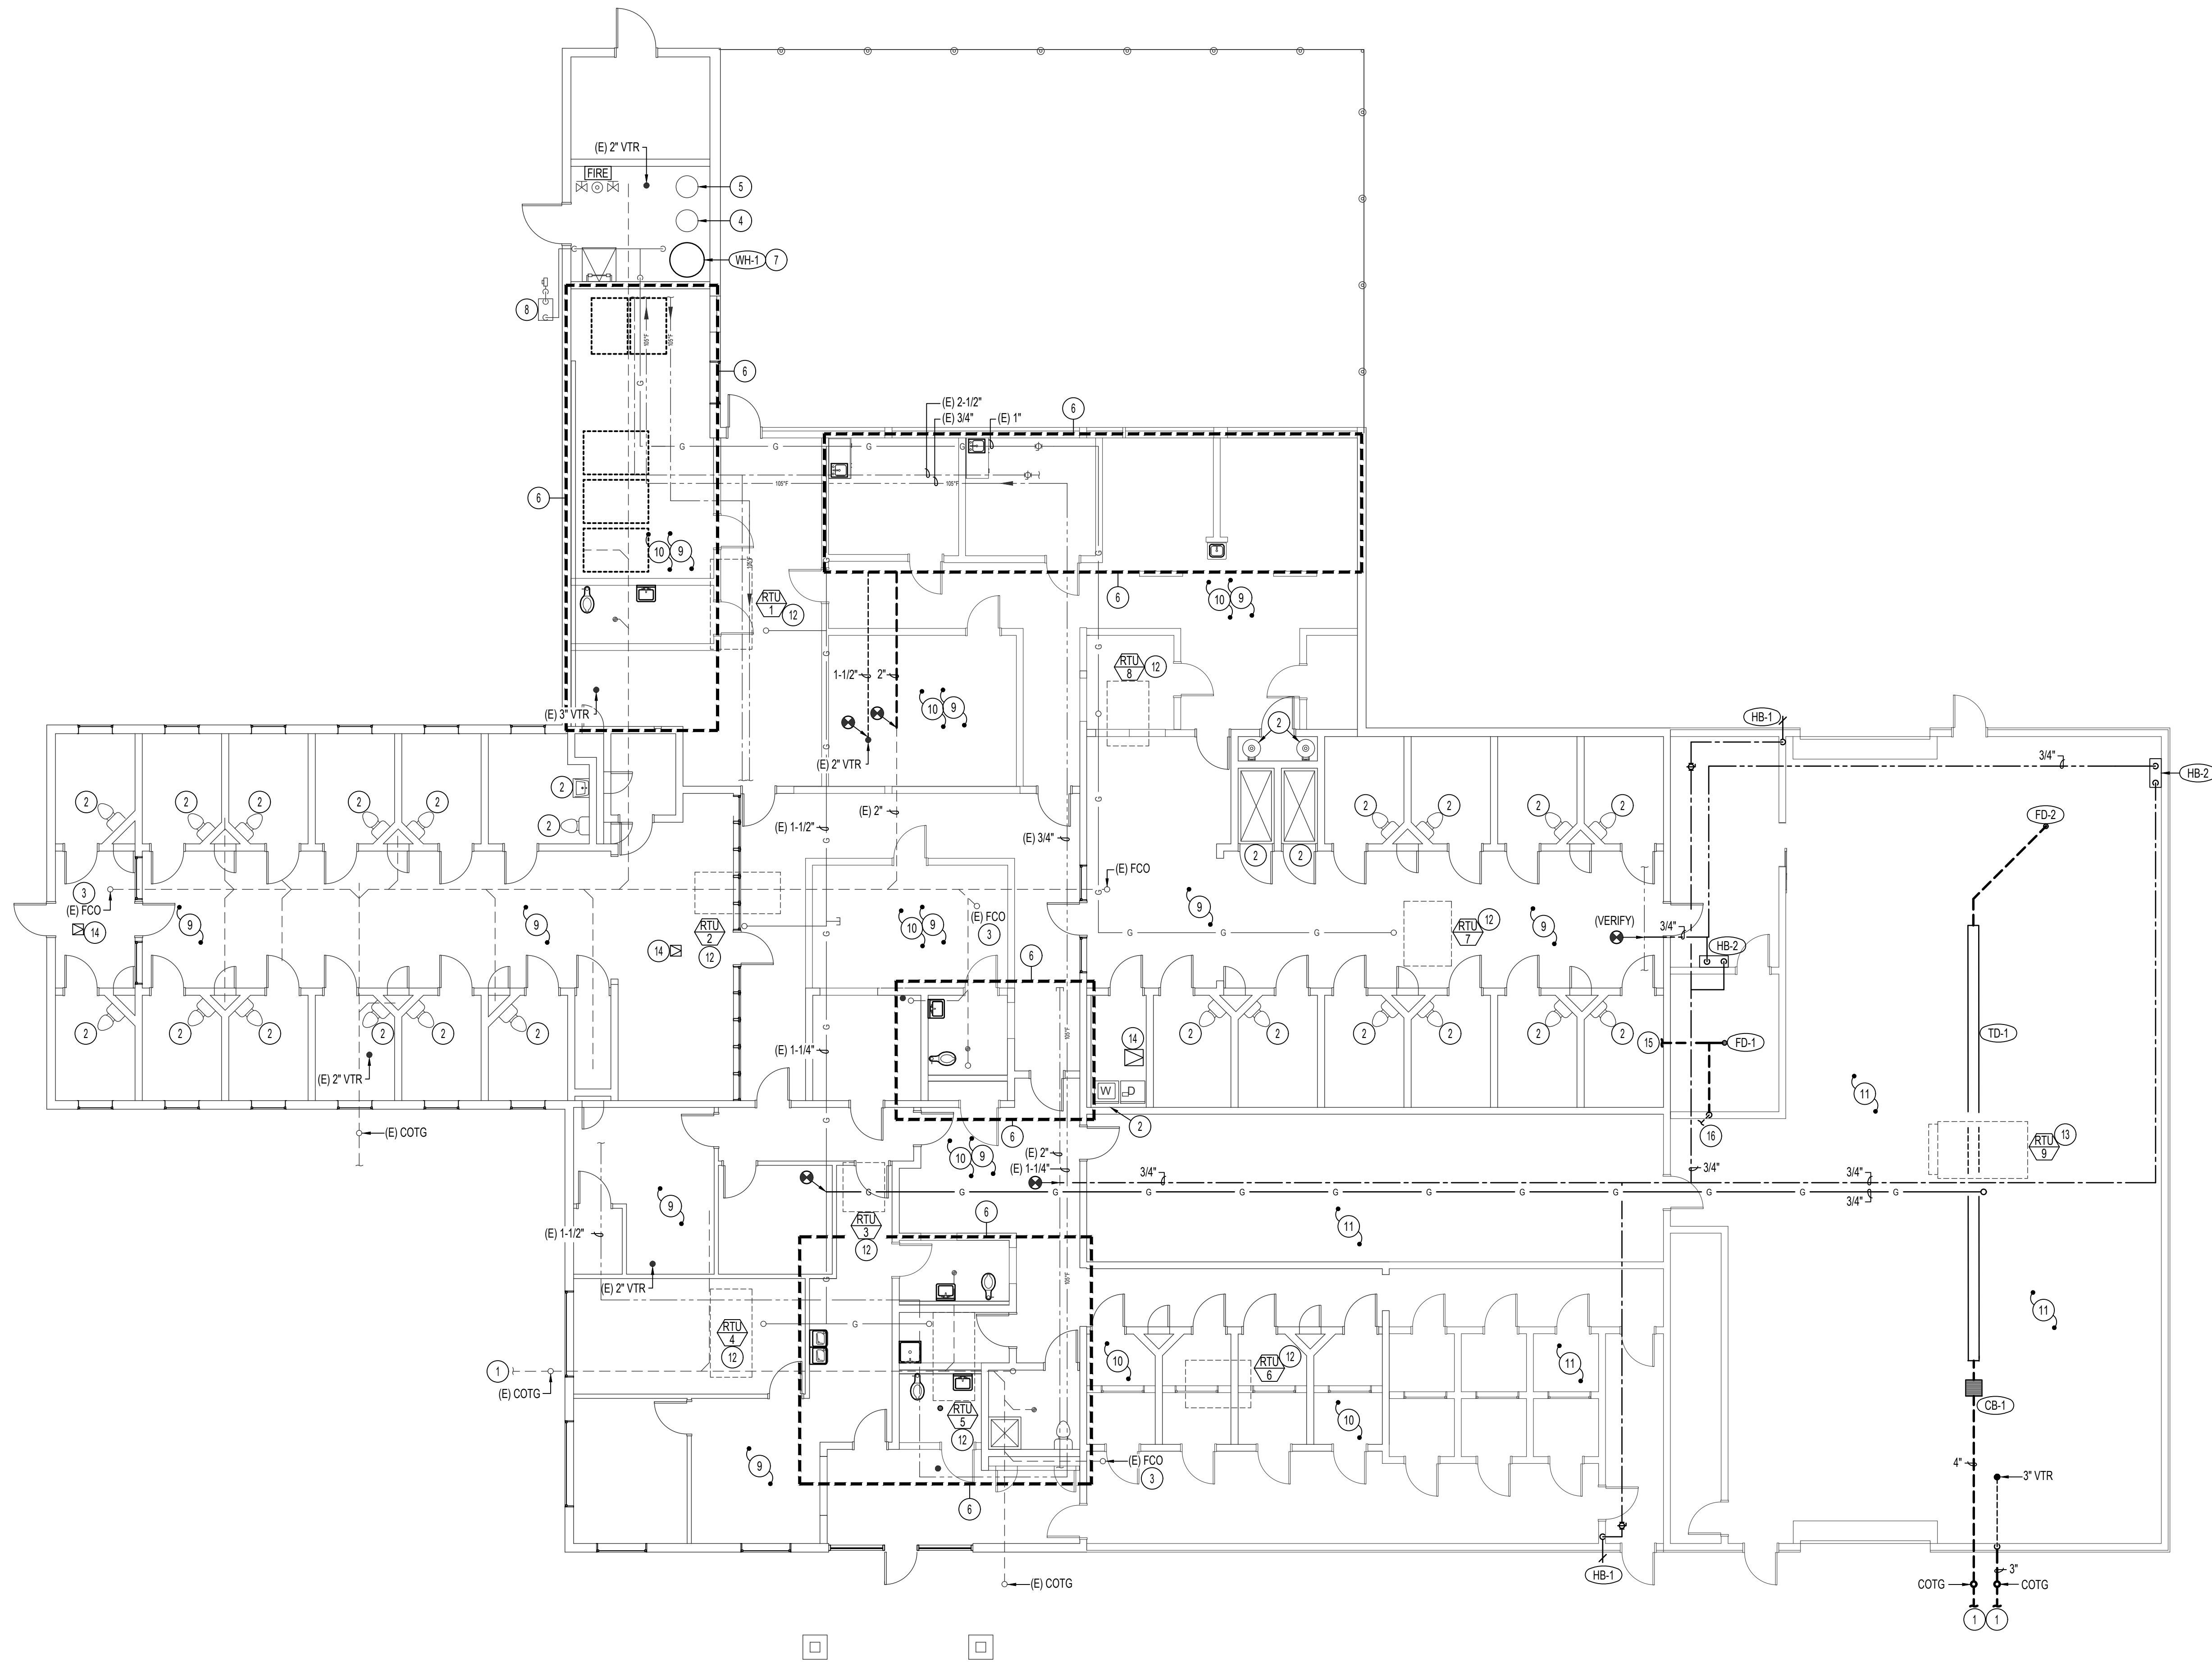 (E) 2" VTR
FIRE
5
4
WH-1
7
8
105°F
105°F
G
6
(E) 2-1/2"
(E) 3/4"
(E) 1"
6
G
G
G
G
105°F
105°F
6
10
9
105°F
G
G
RTU
1
12
6
10
9
G
1-1/2"
2"
G
RTU
8
12
10
9
(E) 3" VTR
2
HB-1
G
(E) 2" VTR
3/4"
HB-2
2
2
2
2
2
2
2
2
2
2
2
2
G
(E) 2"
(E) 1-1/2"
(E) 3/4"
FD-2
2
2
(E) FCO
3
(E) FCO
14
9
9
RTU
2
12
14
10
9
(E) FCO
3
G
G
G
G
G
9
RTU
7
12
9
(VERIFY)
3/4"
HB-2
6
2
2
2
2
2
2
2
G
105°F
2
2
2
2
2
2
14
15
FD-1
TD-1
(E) 1-1/4"
(E) 2" VTR
W
D
11
(E) COTG
G
6
2
16
RTU
9
13
10
9
(E) 2"
(E) 1-1/4"
3/4"
3/4"
3/4"
3/4"
G
G
G
G
G
G
G
G
G
G
G
G
9
RTU
3
12
6
11
(E) 1-1/2"
G
105°F
(E) 2" VTR
11
RTU
4
12
G
1
(E) COTG
10
RTU
6
12
11
RTU
5
12
10
CB-1
9
(E) FCO
3
4"
3" VTR
6
HB-1
(E) COTG
3"
COTG
COTG
1
1